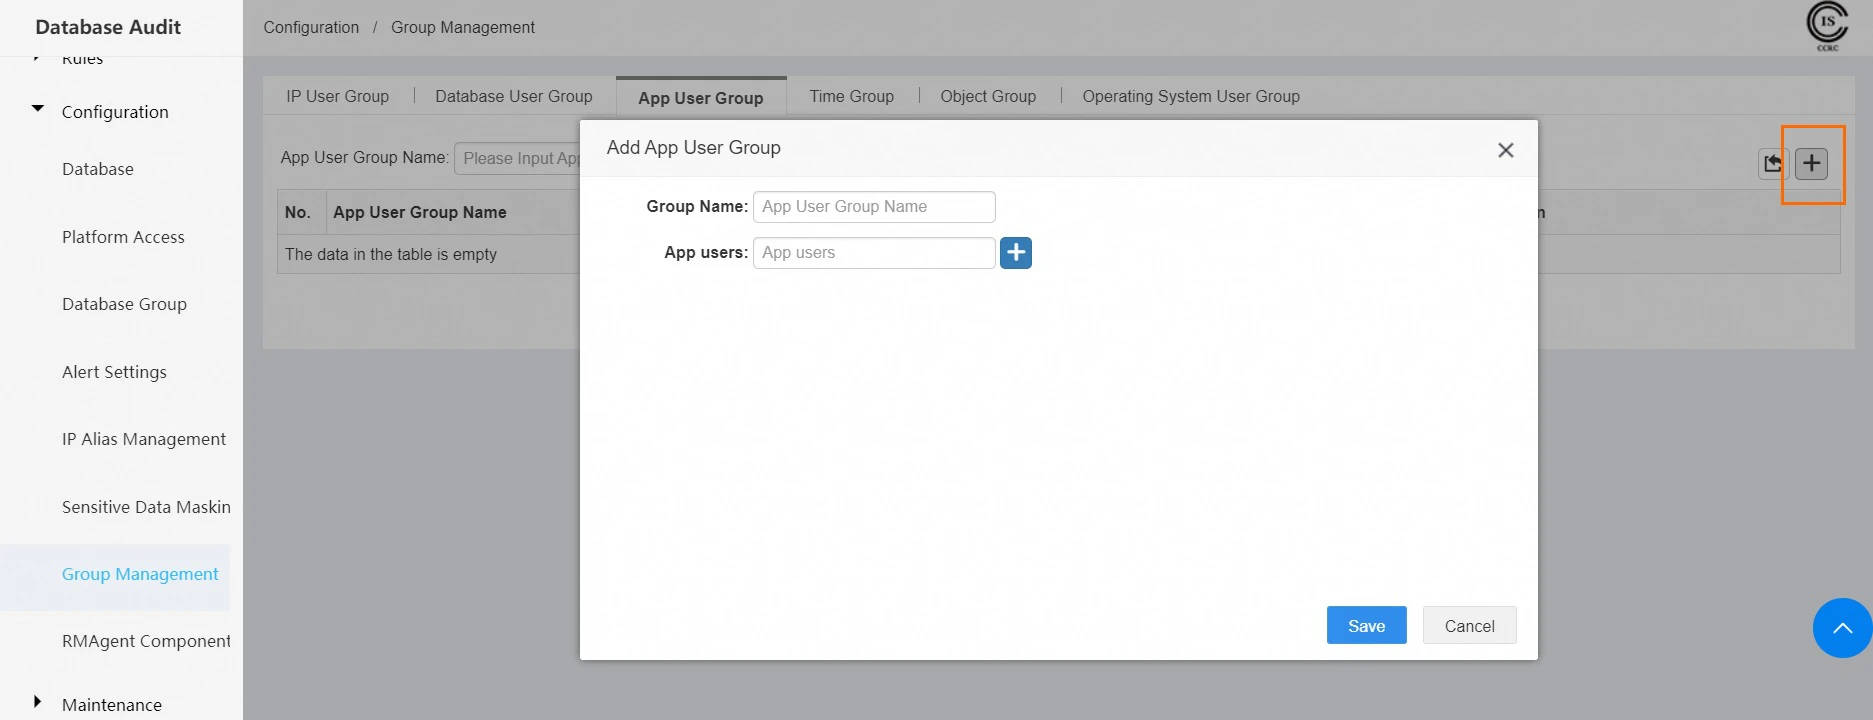 Database Audit
Rules
Configuration
Database
Platform Access
Database Group
Alert Settings
IP Alias Management
Sensitive Data Maskin
Group Management
RMAgent Component
Maintenance
Configuration / Group Management
IS
CCRC
IP User Group | Database User Group | App User Group | Time Group | Object Group | Operating System User Group
App User Group Name: Please Input App
No. App User Group Name
n
The data in the table is empty
Add App User Group
Group Name: App User Group Name
App users: App users
Save Cancel